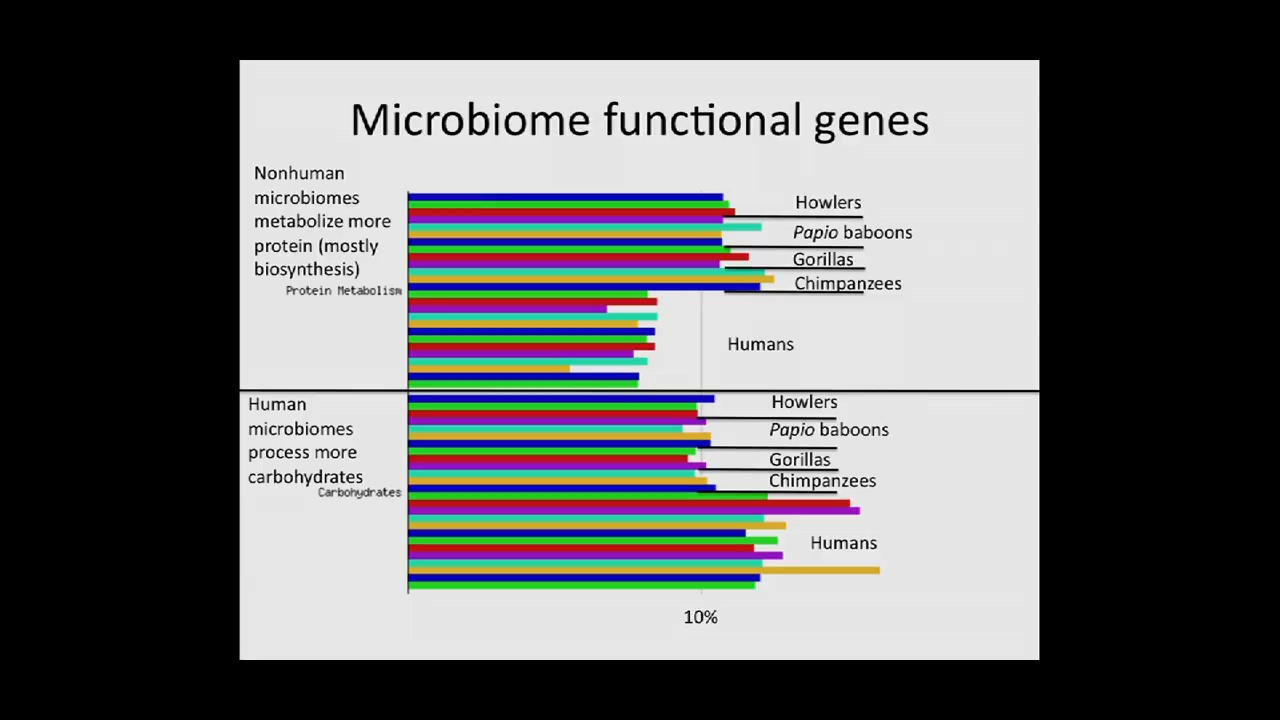 Microbiome functional genes
Nonhuman
microbiomes
metabolize more
protein (mostly
biosynthesis)
Protein Metabolism
Howlers
Papio baboons
Gorillas
Chimpanzees
Humans
Human
microbiomes
process more
carbohydrates
Carbohydrates
Howlers
Papio baboons
Gorillas
Chimpanzees
Humans
10%